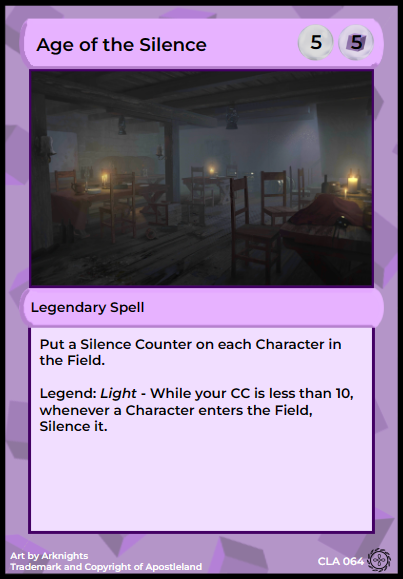 Age of the Silence 5 5
Legendary Spell
Put a Silence Counter on each Character in
the Field.
Legend: Light - While your CC is less than 10,
whenever a Character enters the Field,
Silence it.
Art by Arknights
Trademark and Copyright of Apostleland
CLA 064